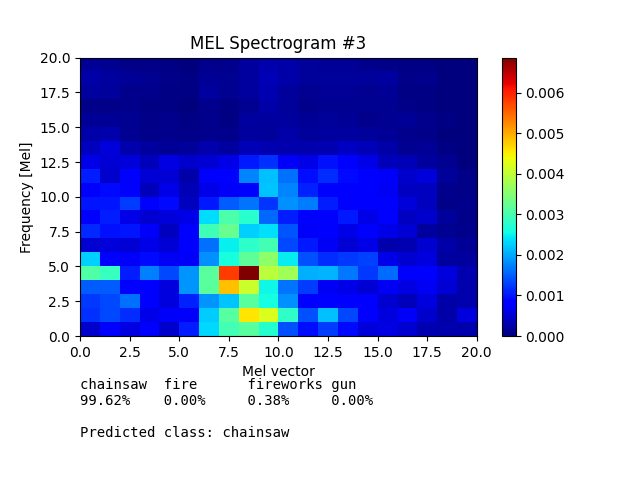 MEL Spectrogram #3
Frequency [Mel]
20.0
17.5
15.0
12.5
10.0
7.5
5.0
2.5
0.0
0.0 2.5 5.0 7.5 10.0 12.5 15.0 17.5 20.0
Mel vector
0.006
0.005
0.004
0.003
0.002
0.001
0.000
chainsaw fire fireworks gun
99.62% 0.00% 0.38% 0.00%
Predicted class: chainsaw